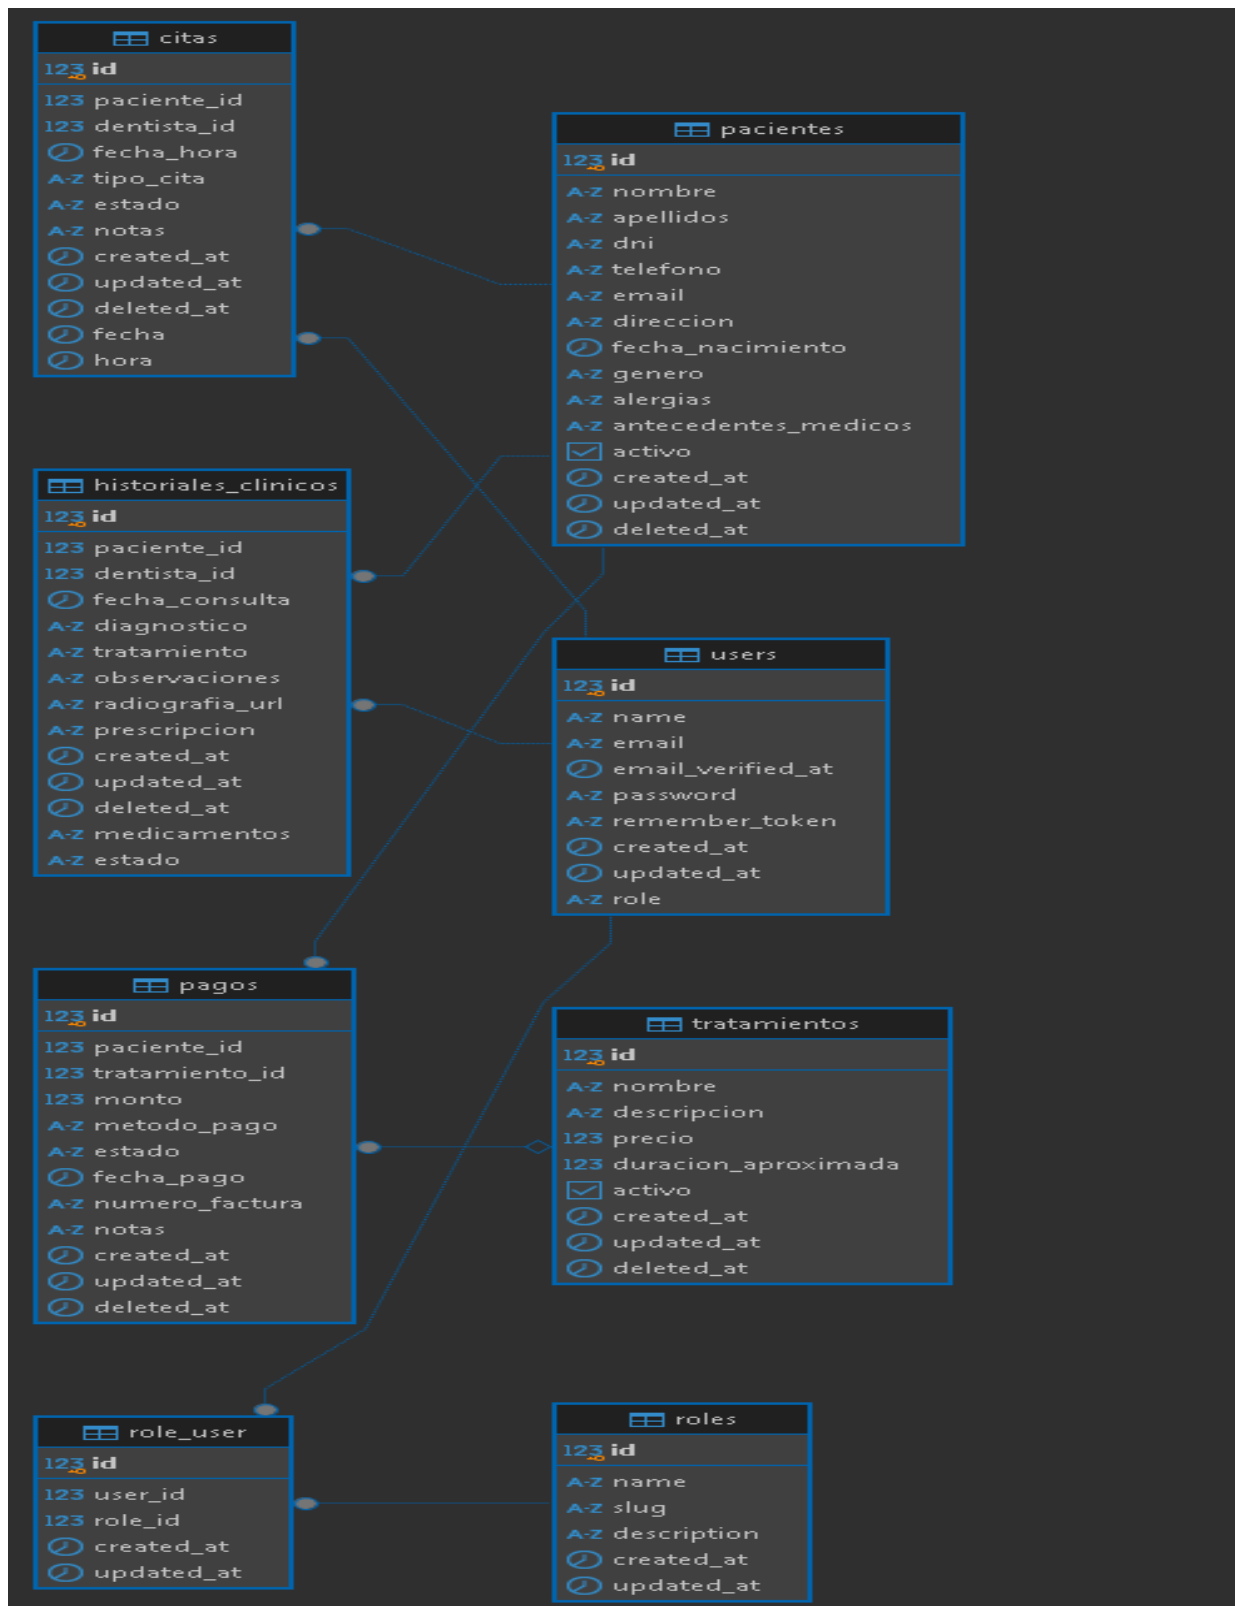 citas
123 id
123 paciente_id
123 dentista_id
fecha_hora
A-Z tipo_cita
A-Z estado
A-Z notas
created_at
updated_at
deleted_at
fecha
hora
pacientes
123 id
A-Z nombre
A-Z apellidos
A-Z dni
A-Z telefono
A-Z email
A-Z direccion
fecha_nacimiento
A-Z genero
A-Z alergias
A-Z antecedentes_medicos
activo
created_at
updated_at
deleted_at
historiales_clinicos
123 id
123 paciente_id
123 dentista_id
fecha_consulta
A-Z diagnostico
A-Z tratamiento
A-Z observaciones
A-Z radiografia_url
A-Z prescripcion
created_at
updated_at
deleted_at
A-Z medicamentos
A-Z estado
users
123 id
A-Z name
A-Z email
email_verified_at
A-Z password
A-Z remember_token
created_at
updated_at
A-Z role
pagos
123 id
123 paciente_id
123 tratamiento_id
123 monto
A-Z metodo_pago
A-Z estado
fecha_pago
A-Z numero_factura
A-Z notas
created_at
updated_at
deleted_at
tratamientos
123 id
A-Z nombre
A-Z descripcion
123 precio
123 duracion_aproximada
activo
created_at
updated_at
deleted_at
role_user
123 id
123 user_id
123 role_id
created_at
updated_at
roles
123 id
A-Z name
A-Z slug
A-Z description
created_at
updated_at